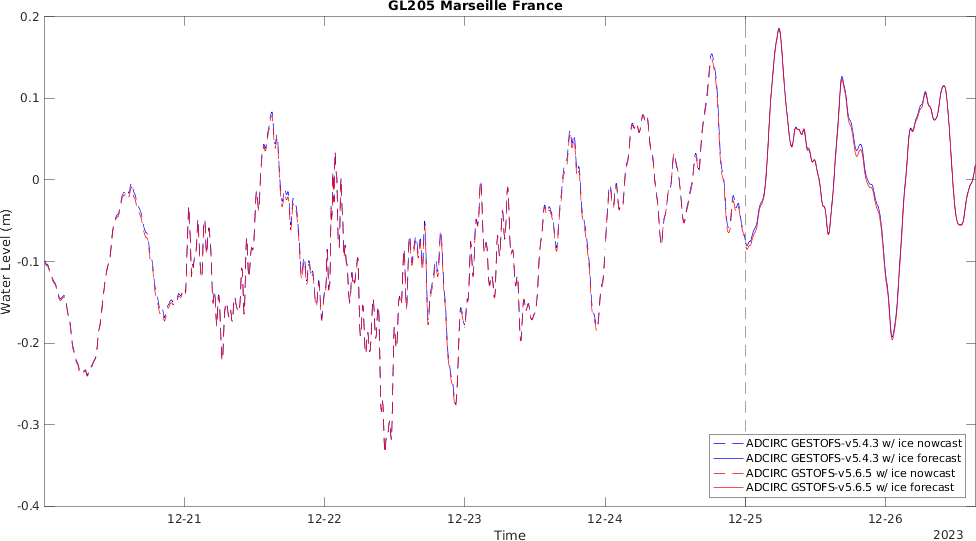 GL205 Marseille France
0.2
0.1
0
-0.1
-0.2
-0.3
-0.4
Water Level (m)
12-21
12-22
12-23
12-24
12-25
12-26
Time
2023
ADCIRC GESTOFS-v5.4.3 w/ ice nowcast
ADCIRC GESTOFS-v5.4.3 w/ ice forecast
ADCIRC GSTOFS-v5.6.5 w/ ice nowcast
ADCIRC GSTOFS-v5.6.5 w/ ice forecast